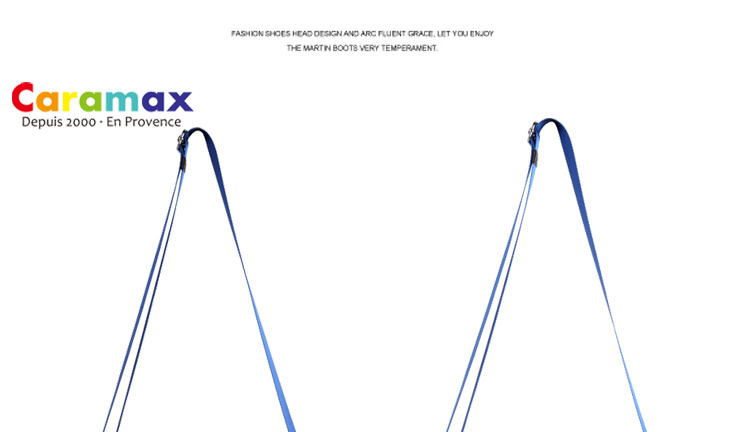 FASHION SHOES HEAD DESIGN AND ARC FLUENT GRACE, LET YOU ENJOY
THE MARTIN BOOTS VERY TEMPERAMENT.
Caramax
Depuis 2000 · En Provence